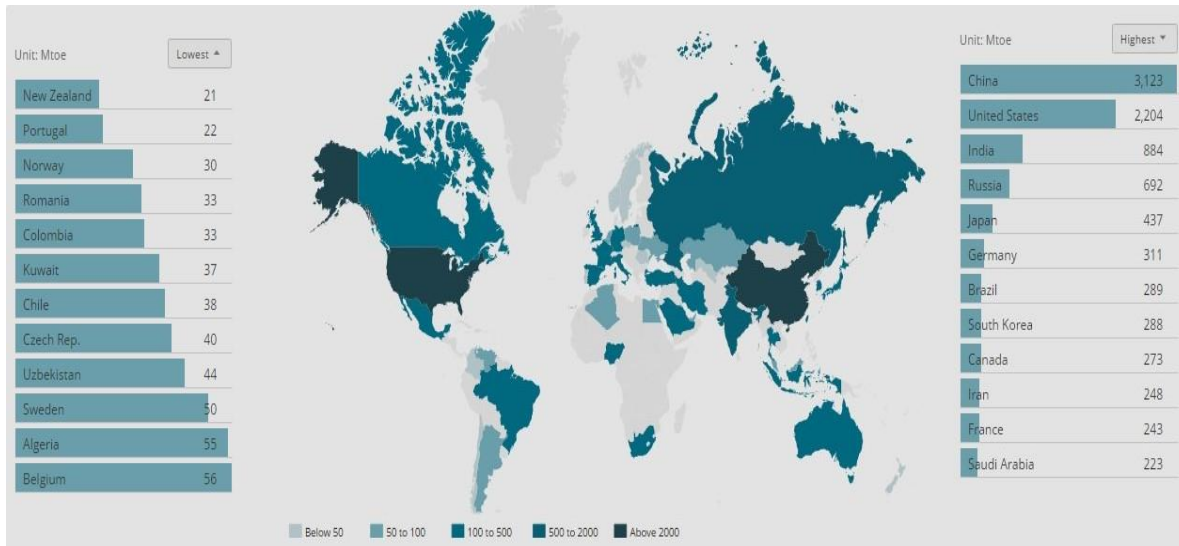 Unit: Mtoe
Lowest
New Zealand 21
Portugal 22
Norway 30
Romania 33
Colombia 33
Kuwait 37
Chile 38
Czech Rep. 40
Uzbekistan 44
Sweden 50
Algeria 55
Belgium 56
Below 50
50 to 100
100 to 500
500 to 2000
Above 2000
Unit: Mtoe
Highest
China 3,123
United States 2,204
India 884
Russia 692
Japan 437
Germany 311
Brazil 289
South Korea 288
Canada 273
Iran 248
France 243
Saudi Arabia 223